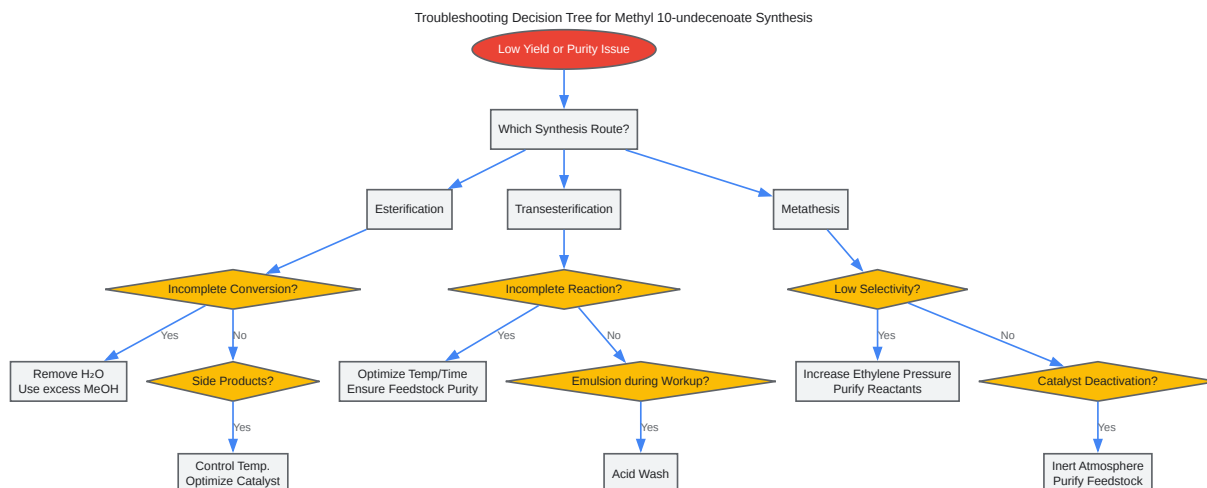 Troubleshooting Decision Tree for Methyl 10-undecenoate Synthesis
Low Yield or Purity Issue
Which Synthesis Route?
Esterification
Transesterification
Metathesis
Incomplete Conversion?
Incomplete Reaction?
Low Selectivity?
Yes
No
Yes
No
Yes
No
Remove H₂O
Use excess MeOH
Side Products?
Optimize Temp/Time
Ensure Feedstock Purity
Emulsion during Workup?
Increase Ethylene Pressure
Purify Reactants
Catalyst Deactivation?
Yes
Yes
Yes
Control Temp.
Optimize Catalyst
Acid Wash
Inert Atmosphere
Purify Feedstock